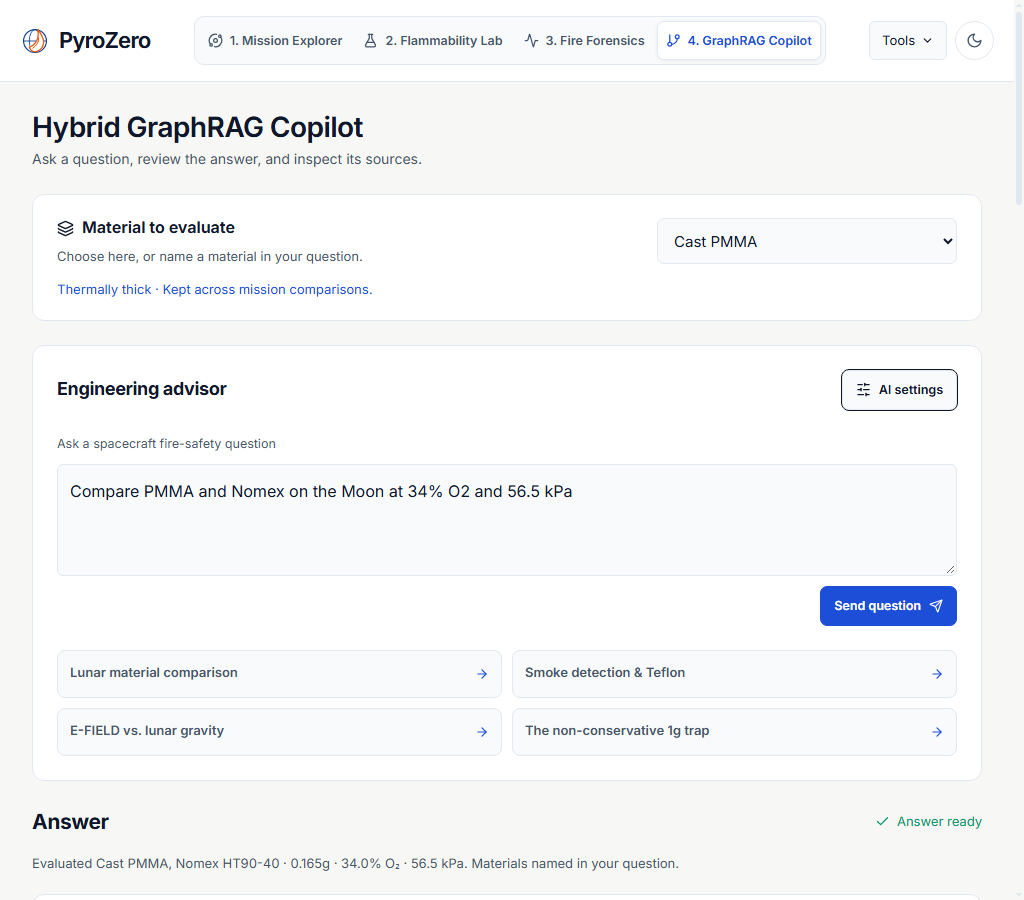 PyroZero
1. Mission Explorer
2. Flammability Lab
3. Fire Forensics
4. GraphRAG Copilot
Tools
Hybrid GraphRAG Copilot
Ask a question, review the answer, and inspect its sources.
Material to evaluate
Choose here, or name a material in your question.
Thermally thick · Kept across mission comparisons.
Cast PMMA
Engineering advisor
AI settings
Ask a spacecraft fire-safety question
Compare PMMA and Nomex on the Moon at 34% O2 and 56.5 kPa
Send question
Lunar material comparison
Smoke detection & Teflon
E-FIELD vs. lunar gravity
The non-conservative 1g trap
Answer
Answer ready
Evaluated Cast PMMA, Nomex HT90-40 · 0.165g · 34.0% O₂ · 56.5 kPa. Materials named in your question.